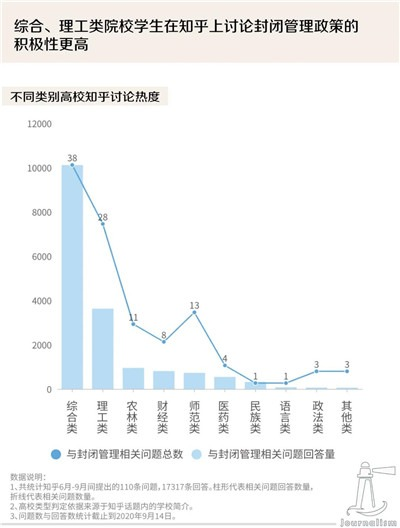 综合、理工类院校学生在知乎上讨论封闭管理政策的
积极性更高
不同类别高校知乎讨论热度
12000
10000
8000
6000
4000
2000
0
38
28
11
8
13
4
1
1
3
3
综合类
理工类
农林类
财经类
师范类
医药类
民族类
语言类
政法类
其他类
与封闭管理相关问题总数
与封闭管理相关问题回答量
数据说明：
1、共统计知乎6月-9月间提出的110条问题，17317条回答。柱形代表相关问题回答数量，
折线代表相关问题数量。
2、高校类型判定依据来源于知乎话题内的学校简介。
3、问题数与回答数统计截止到2020年9月14日。
Journalism